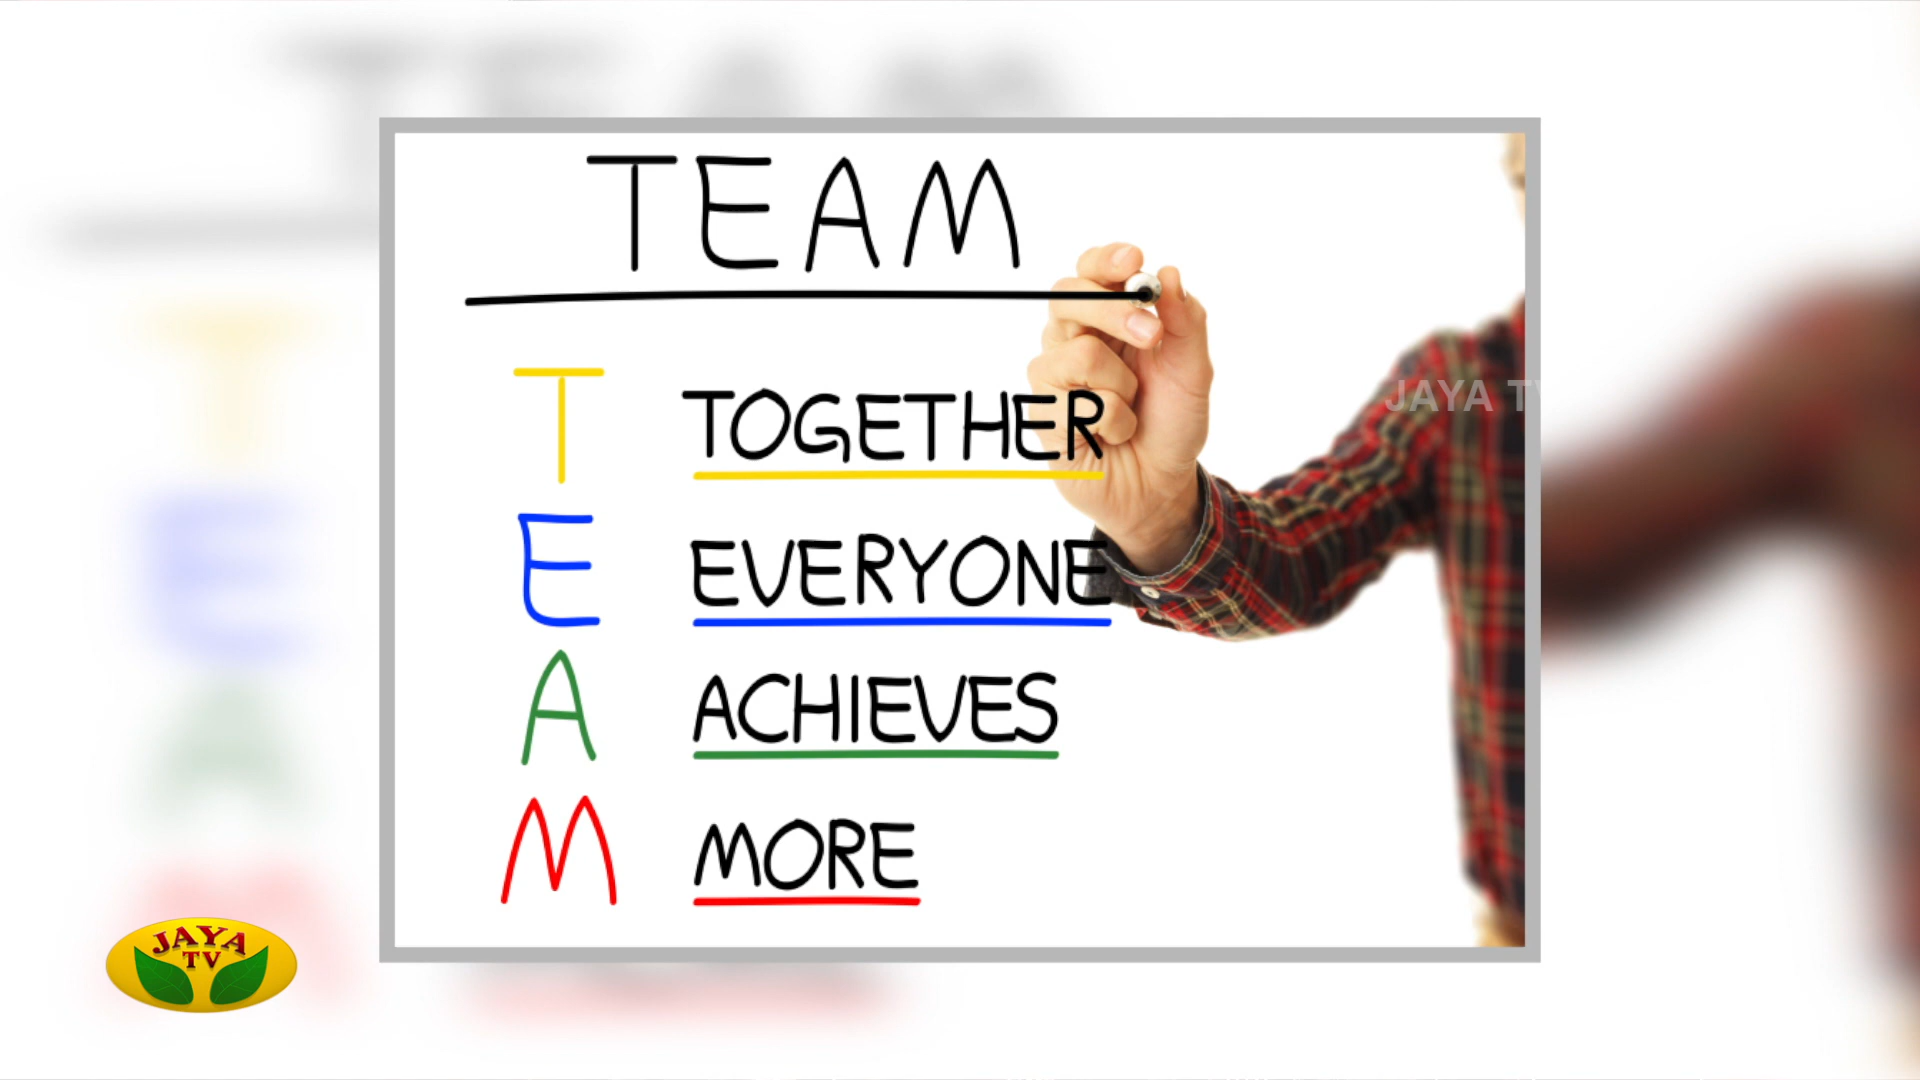 TEAM
T TOGETHER
E EVERYONE
A ACHIEVES
M MORE
JAYA TV
JAYA
TV